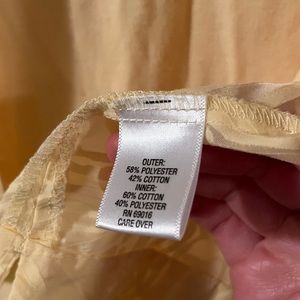 OUTER:
58% POLYESTER
42% COTTON
INNER:
60% COTTON
40% POLYESTER
RN 69016
CARE OVER